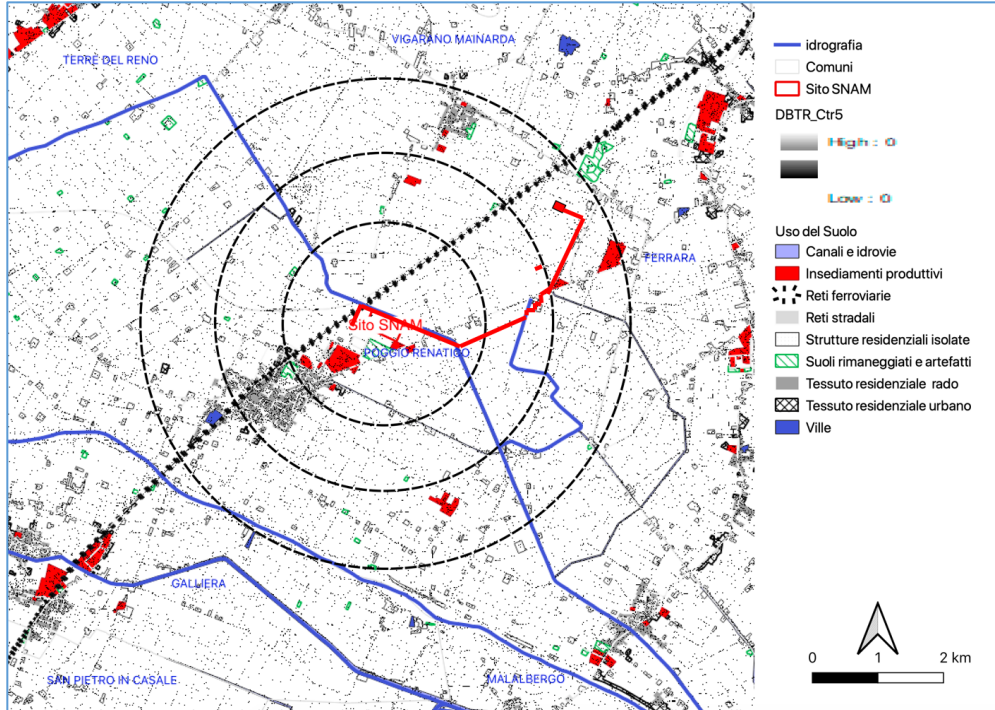 VIGARANO MAINARDA
TERRE DEL RENO
FERRARA
Sito SNAM
POGGIO RENATICO
GALLIERA
SAN PIETRO IN CASALE
MALALBERGO
idrografia
Comuni
Sito SNAM
DBTR_Ctr5
High : 0
Low : 0
Uso del Suolo
Canali e idrovie
Insediamenti produttivi
Reti ferroviarie
Reti stradali
Strutture residenziali isolate
Suoli rimaneggiati e artefatti
Tessuto residenziale rado
Tessuto residenziale urbano
Ville
0 1 2 km